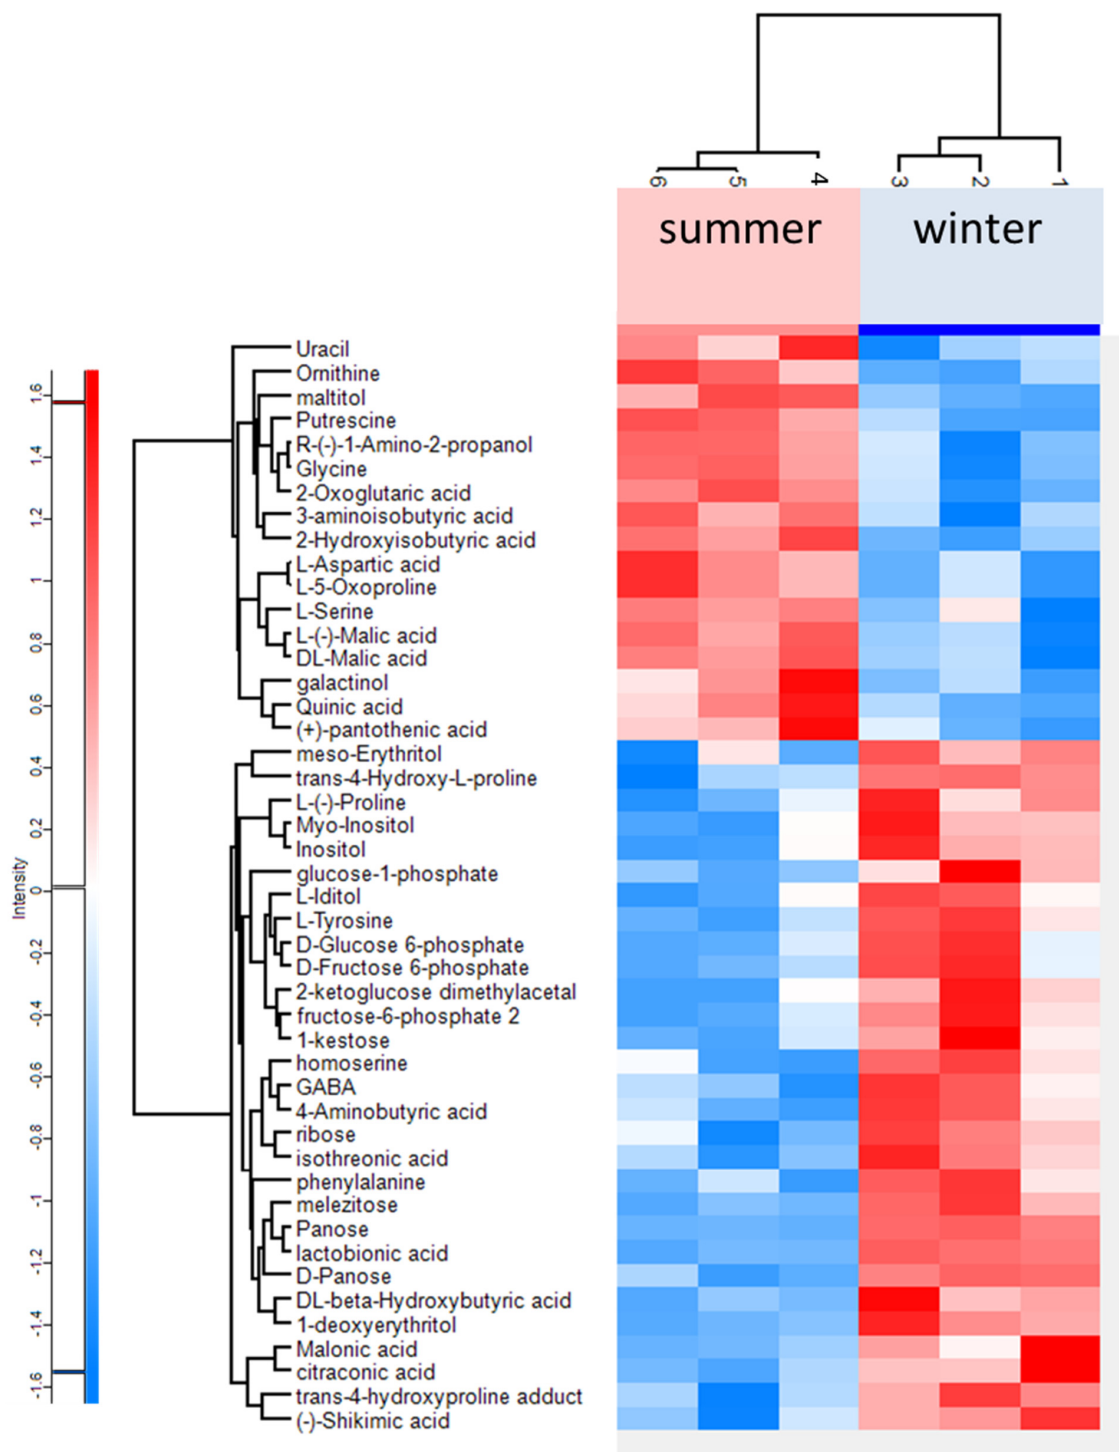 6 5 4 3 2 1
summer winter
Uracil
Ornithine
maltitol
Putrescine
R-(-)-1-Amino-2-propanol
Glycine
2-Oxoglutaric acid
3-aminoisobutyric acid
2-Hydroxyisobutyric acid
L-Aspartic acid
L-5-Oxoproline
L-Serine
L-(-)-Malic acid
DL-Malic acid
galactinol
Quinic acid
(+)-pantothenic acid
meso-Erythritol
trans-4-Hydroxy-L-proline
L-(-)-Proline
Myo-Inositol
Inositol
glucose-1-phosphate
L-Iditol
L-Tyrosine
D-Glucose 6-phosphate
D-Fructose 6-phosphate
2-ketoglucose dimethylacetal
fructose-6-phosphate 2
1-kestose
homoserine
GABA
4-Aminobutyric acid
ribose
isothreonic acid
phenylalanine
melezitose
Panose
lactobionic acid
D-Panose
DL-beta-Hydroxybutyric acid
1-deoxyerythritol
Malonic acid
citraconic acid
trans-4-hydroxyproline adduct
(-)-Shikimic acid
Intensity
1.6
1.4
1.2
1
0.8
0.6
0.4
0.2
0
-0.2
-0.4
-0.6
-0.8
-1
-1.2
-1.4
-1.6